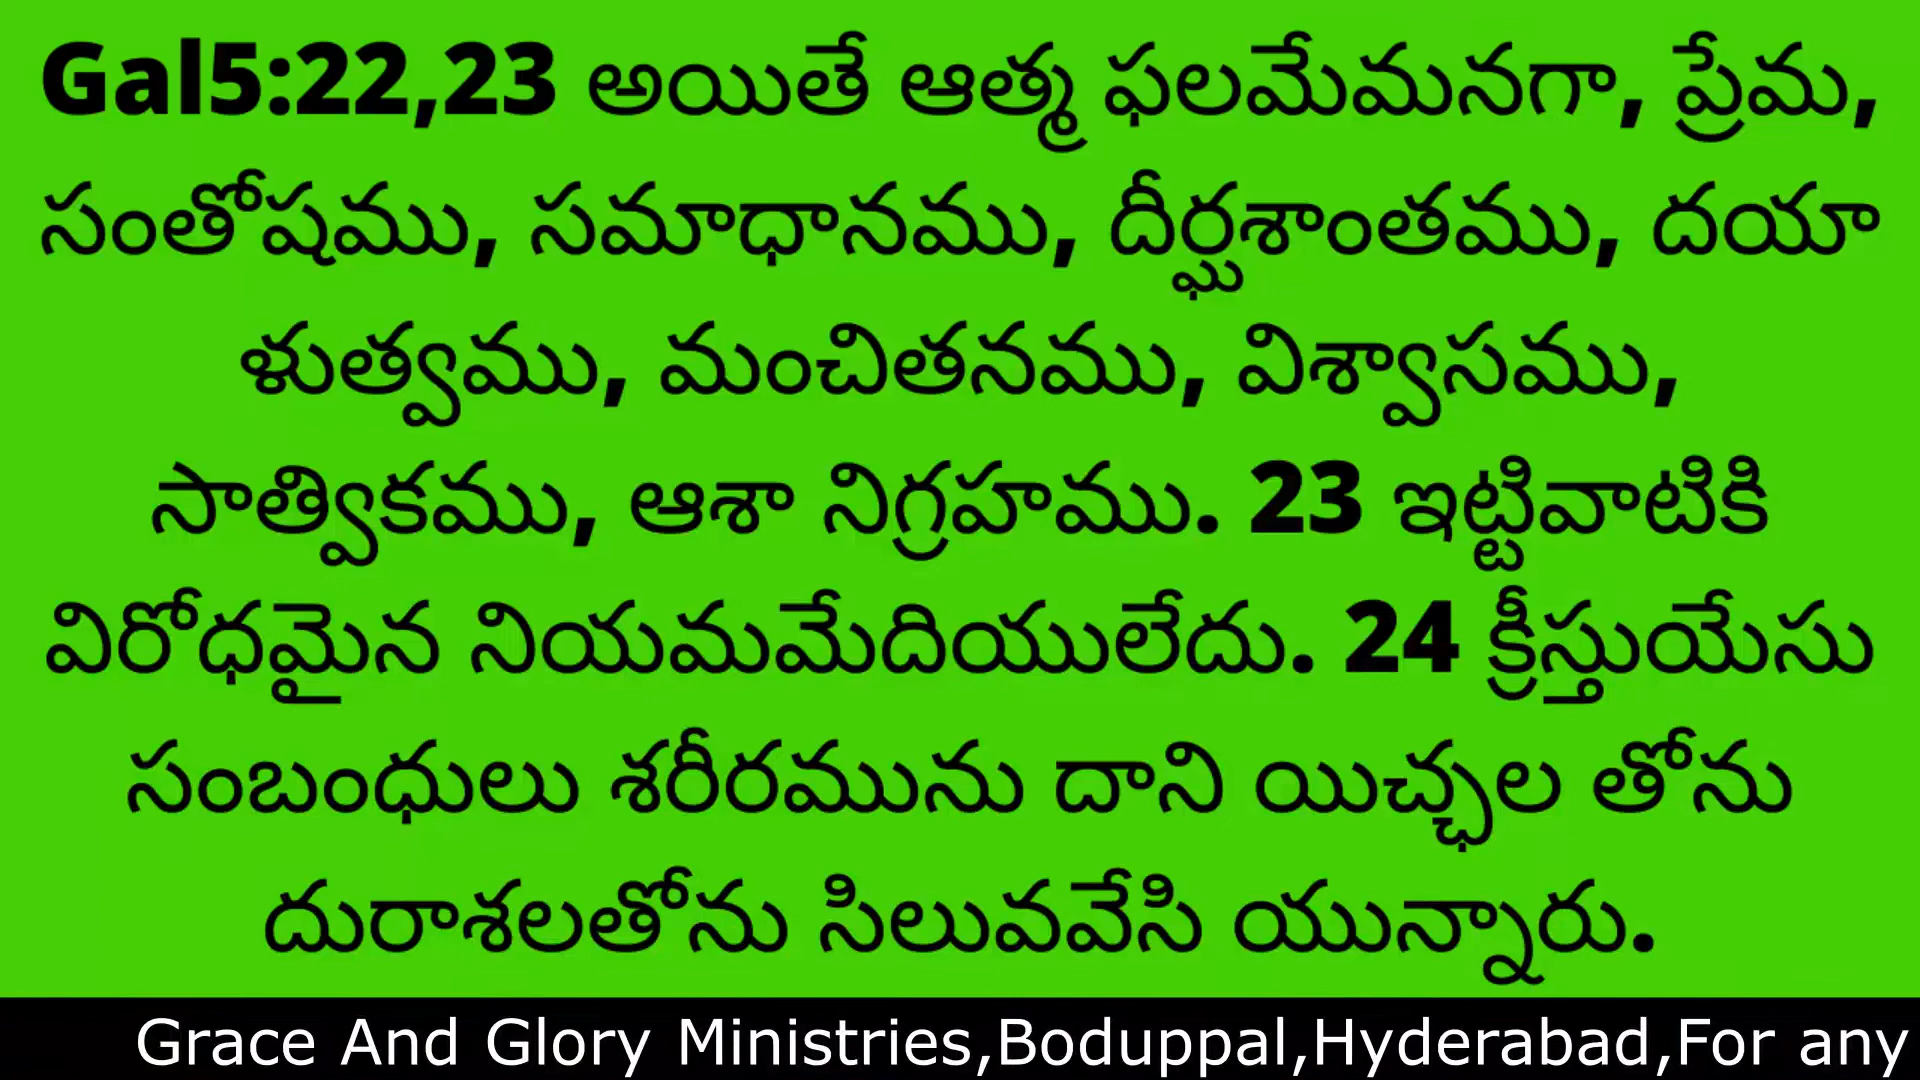 Gal5:22,23 అయితే ఆత్మ ఫలమేమనగా, ప్రేమ,
సంతోషము, సమాధానము, దీర్ఘశాంతము, దయా
ళుత్వము, మంచితనము, విశ్వాసము,
సాత్వికము, ఆశా నిగ్రహము. 23 ఇట్టివాటికి
విరోధమైన నియమమేదియులేదు. 24 క్రీస్తుయేసు
సంబంధులు శరీరమును దాని యిచ్ఛల తోను
దురాశలతోను సిలువవేసి యున్నారు.
Grace And Glory Ministries,Boduppal,Hyderabad,For any